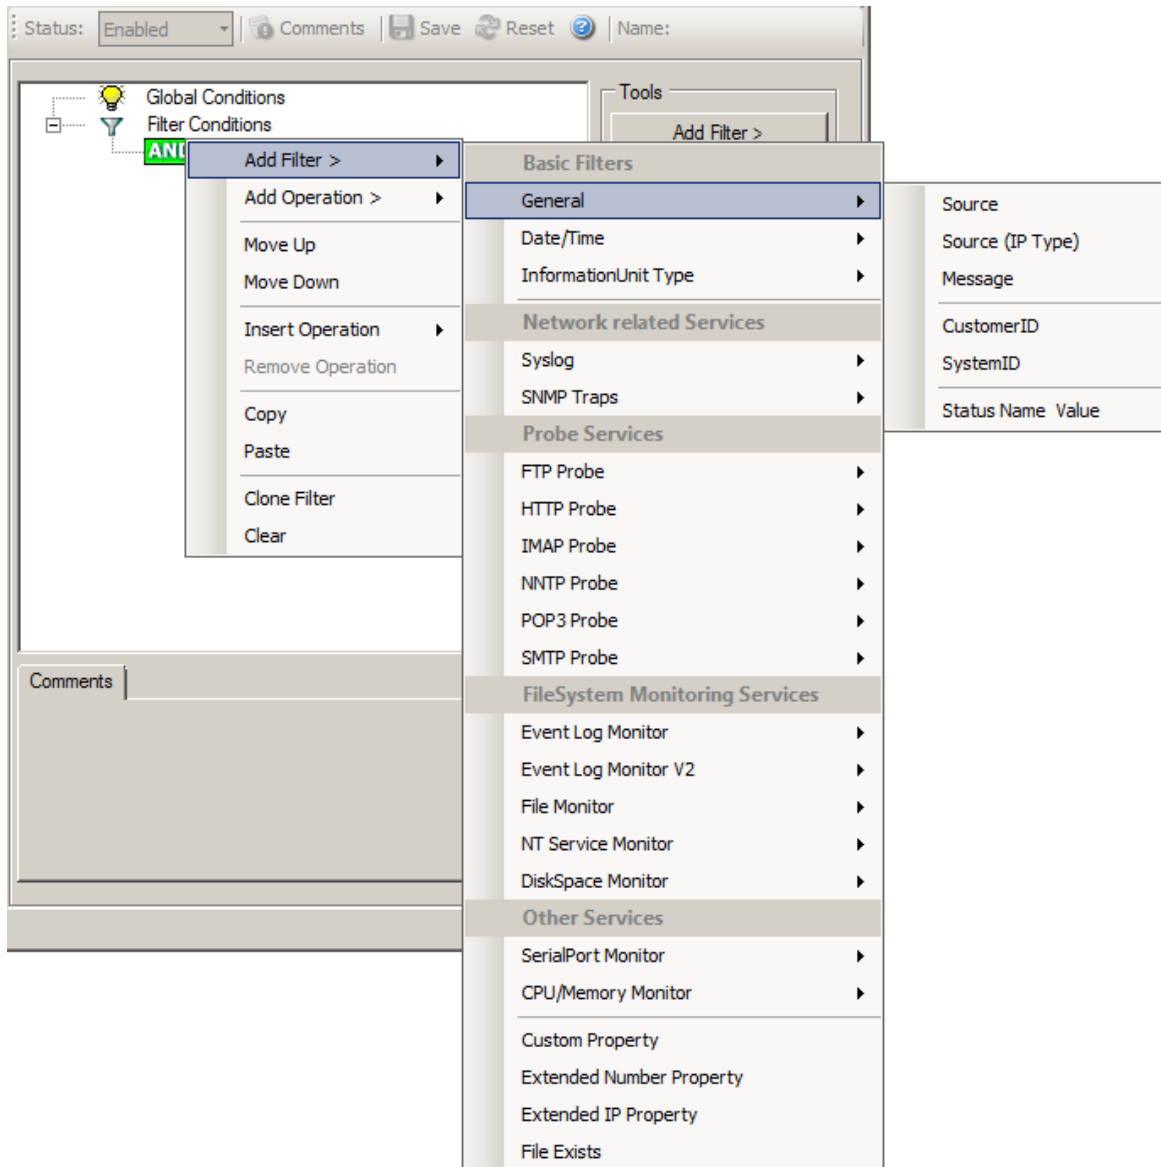 Status: Enabled Comments Save Reset Name:
Global Conditions
Filter Conditions
AND
Tools
Add Filter >
Add Filter >
Add Operation >
Move Up
Move Down
Insert Operation
Remove Operation
Copy
Paste
Clone Filter
Clear
Basic Filters
General
Date/Time
InformationUnit Type
Network related Services
Syslog
SNMP Traps
Probe Services
FTP Probe
HTTP Probe
IMAP Probe
NNTP Probe
POP3 Probe
SMTP Probe
FileSystem Monitoring Services
Event Log Monitor
Event Log Monitor V2
File Monitor
NT Service Monitor
DiskSpace Monitor
Other Services
SerialPort Monitor
CPU/Memory Monitor
Custom Property
Extended Number Property
Extended IP Property
File Exists
Source
Source (IP Type)
Message
CustomerID
SystemID
Status Name Value
Comments